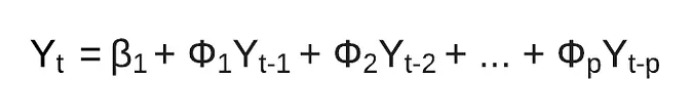 Yₜ = β₁ + Φ₁Yₜ₋₁ + Φ₂Yₜ₋₂ + ... + ΦₚYₜ₋ₚ